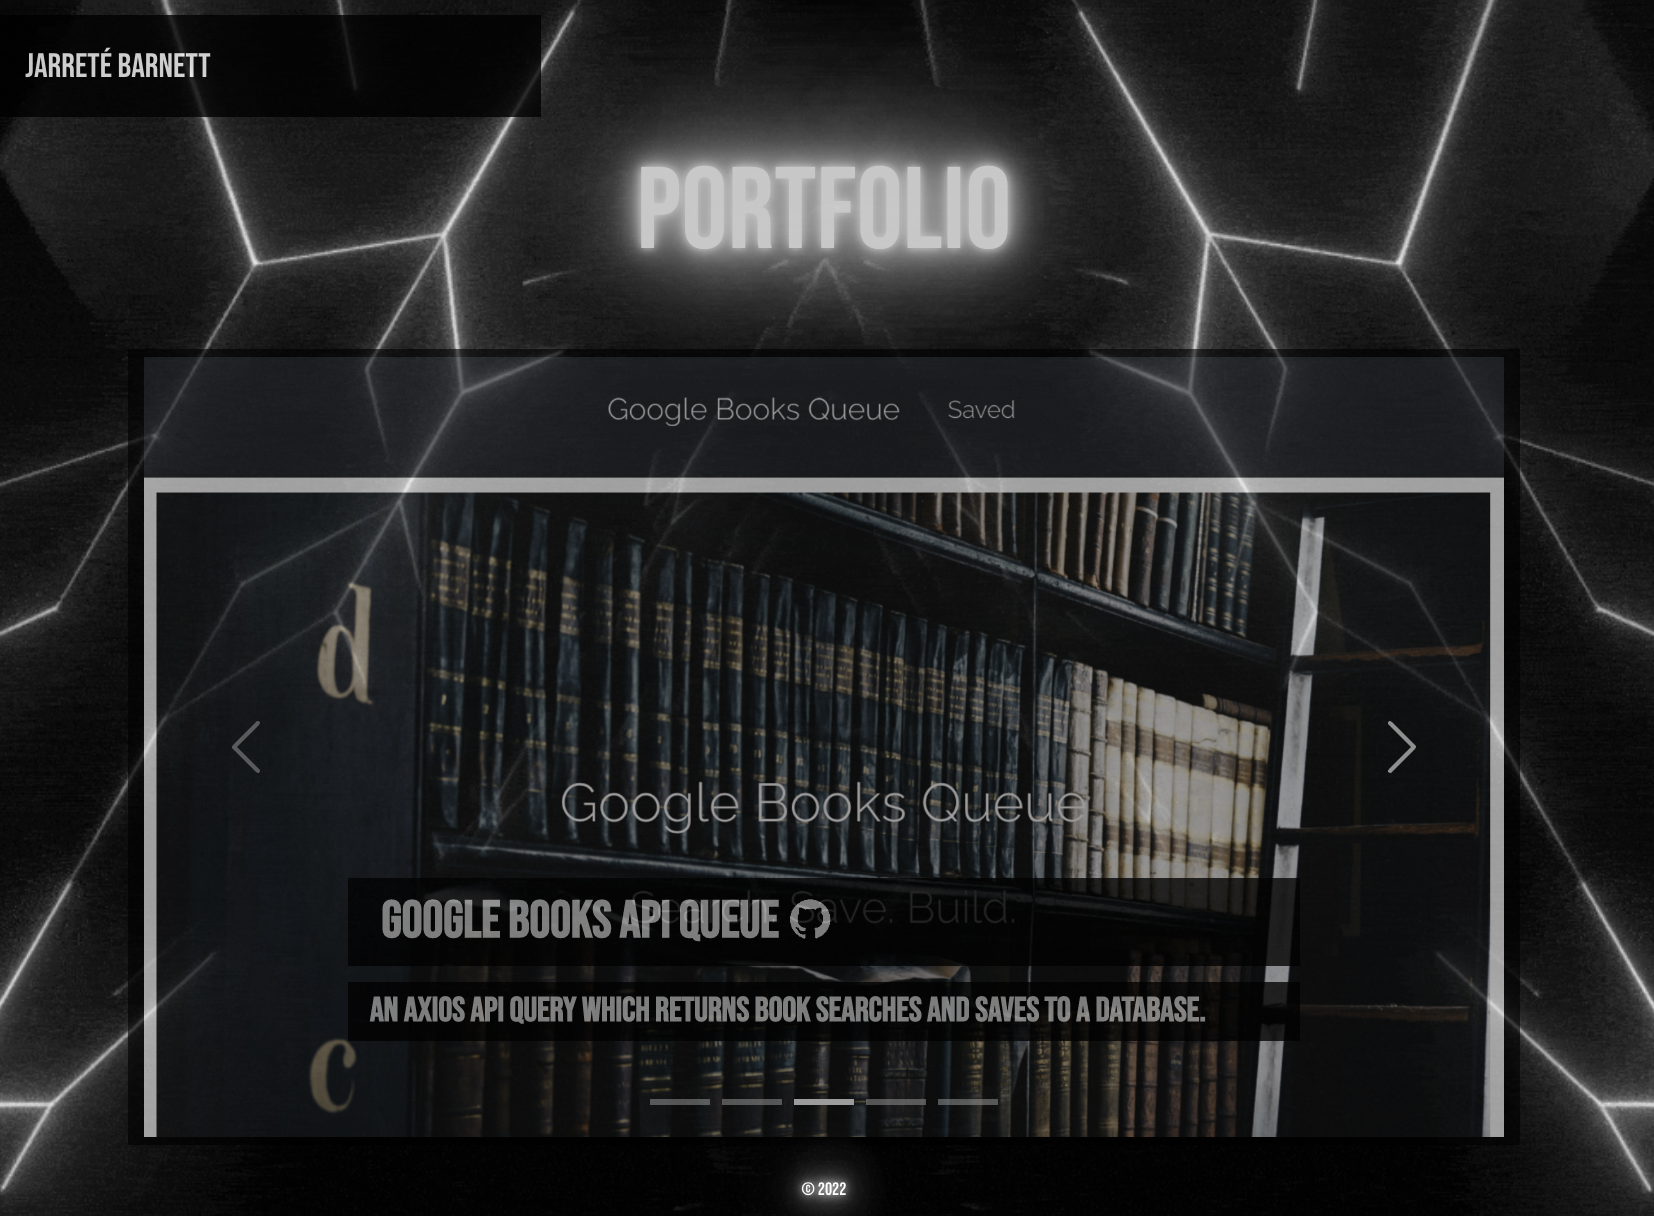 JARRETÉ BARNETT
PORTFOLIO
Google Books Queue Saved
d
Google Books Queue
Search. Save. Build.
GOOGLE BOOKS API QUEUE
AN AXIOS API QUERY WHICH RETURNS BOOK SEARCHES AND SAVES TO A DATABASE.
c
© 2022